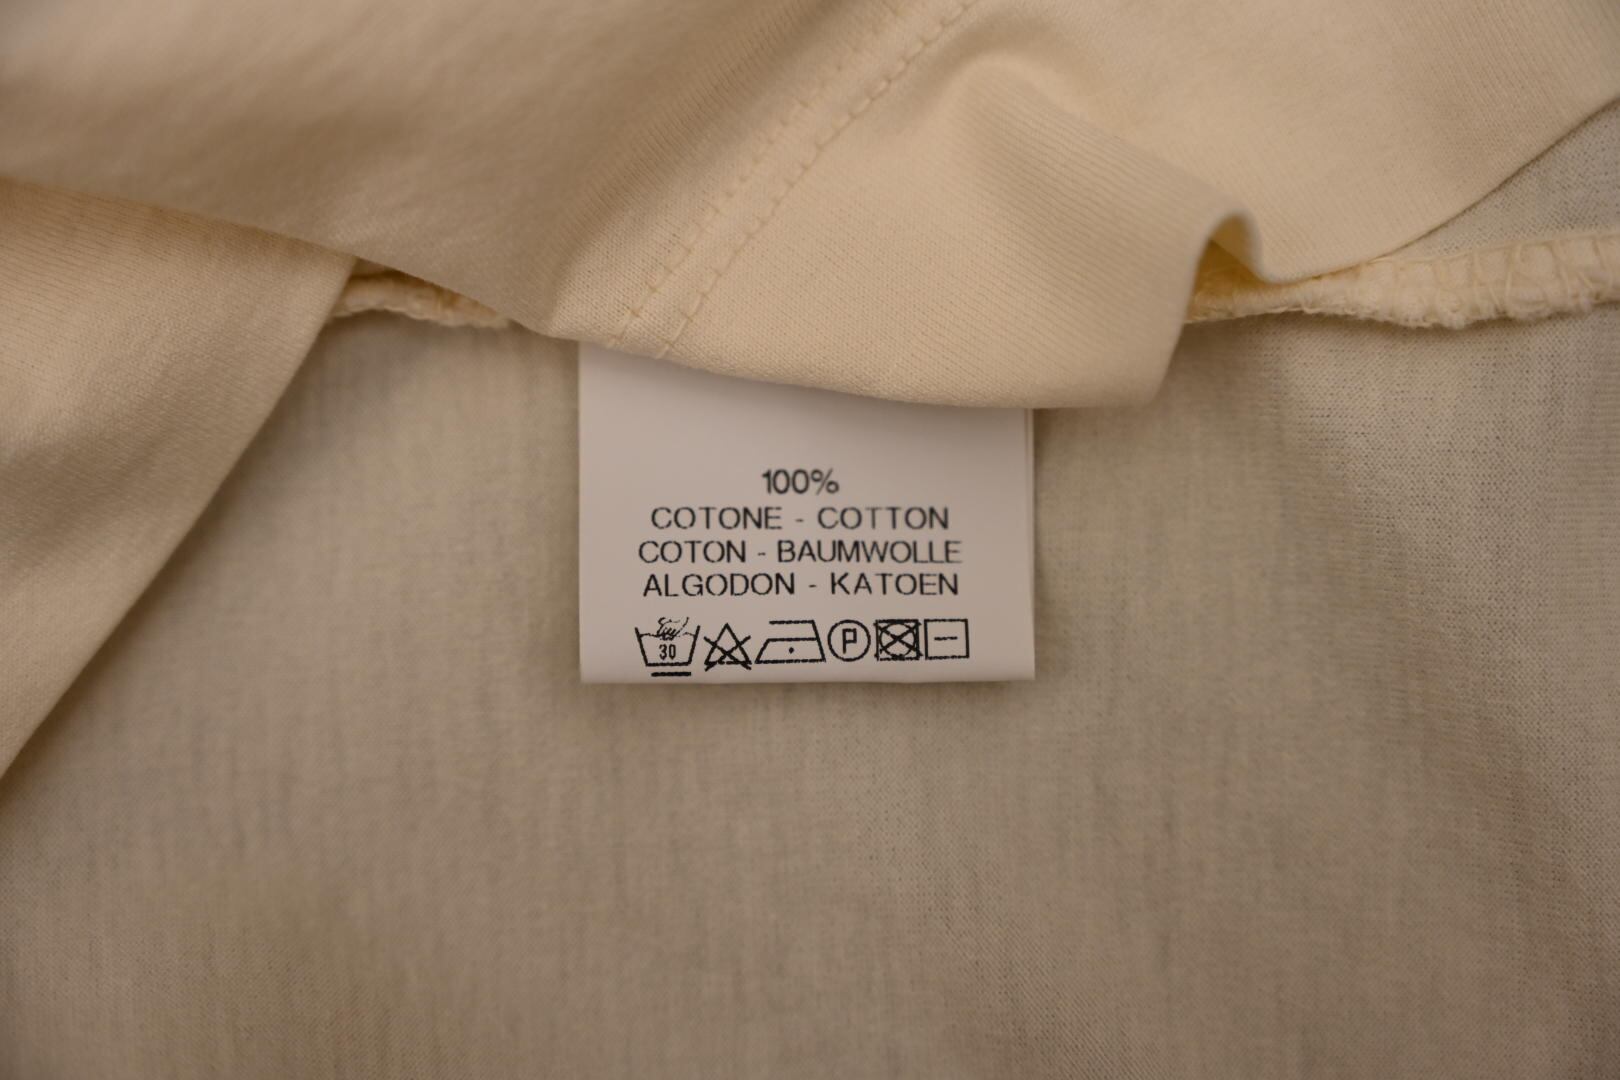 100%
COTONE - COTTON
COTON - BAUMWOLLE
ALGODON - KATOEN
30 P